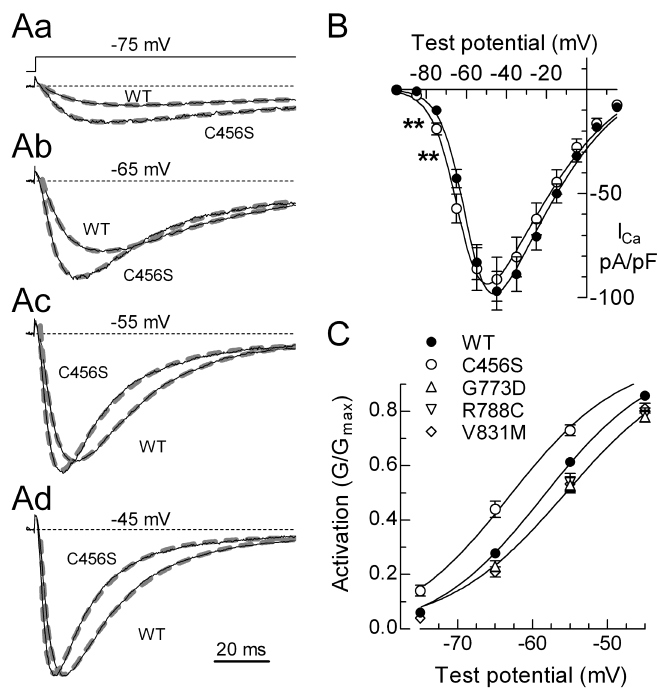 Aa
-75 mV
WT
C456S
Ab
-65 mV
WT
C456S
Ac
-55 mV
C456S
WT
Ad
-45 mV
C456S
WT
20 ms
B
Test potential (mV)
-80 -60 -40 -20
**
**
-50
I_Ca
pA/pF
-100
C
WT
C456S
G773D
R788C
V831M
Activation (G/G_max)
0.8
0.6
0.4
0.2
0.0
-70 -60 -50
Test potential (mV)